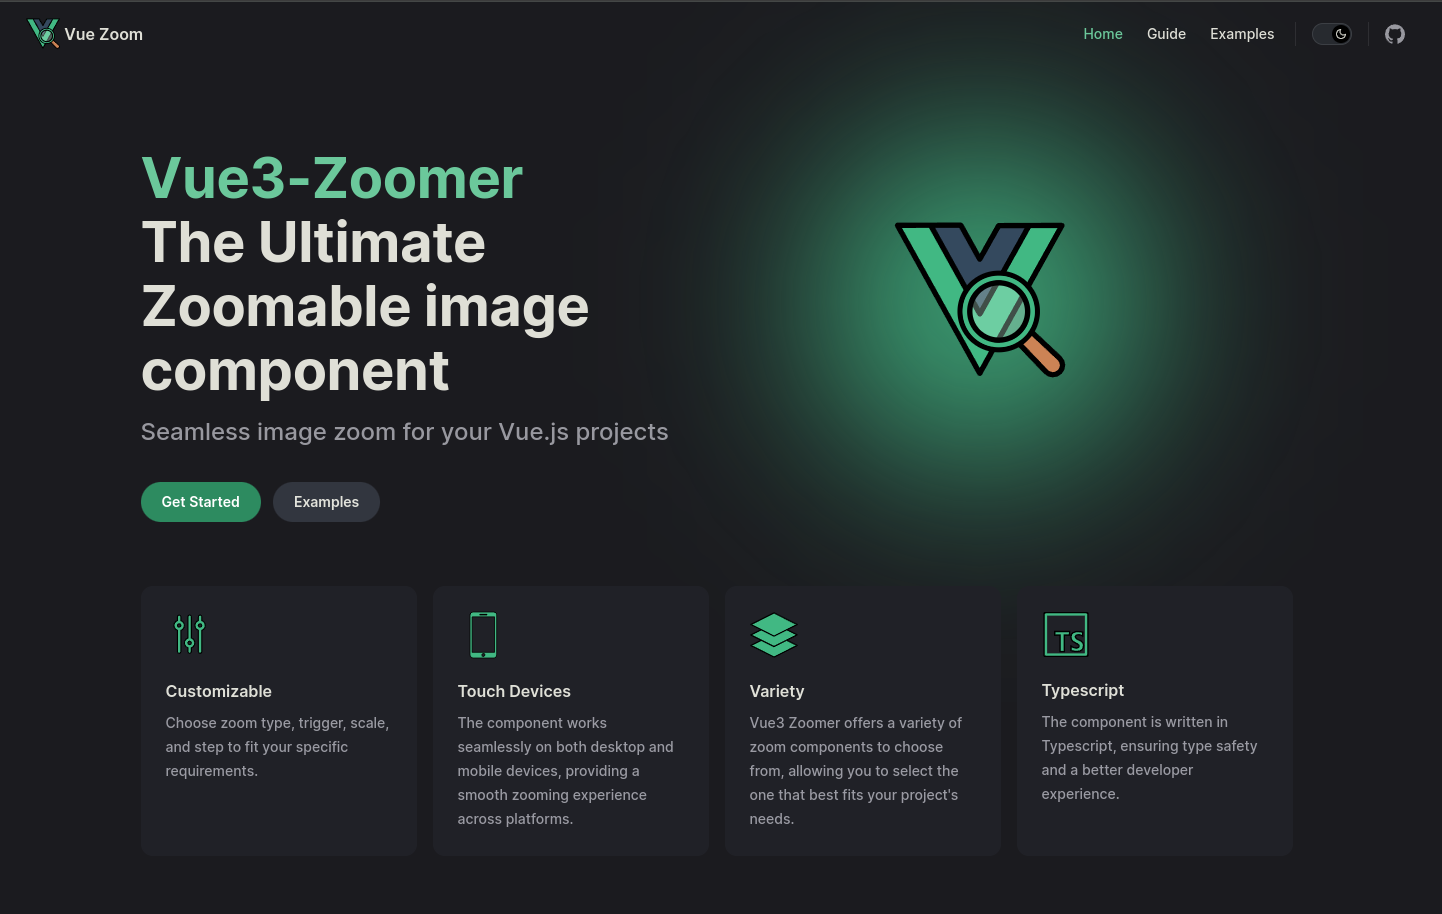 Vue Zoom
Home
Guide
Examples
Vue3-Zoomer
The Ultimate
Zoomable image
component
Seamless image zoom for your Vue.js projects
Get Started
Examples
Customizable
Choose zoom type, trigger, scale,
and step to fit your specific
requirements.
Touch Devices
The component works
seamlessly on both desktop and
mobile devices, providing a
smooth zooming experience
across platforms.
Variety
Vue3 Zoomer offers a variety of
zoom components to choose
from, allowing you to select the
one that best fits your project's
needs.
TS
Typescript
The component is written in
Typescript, ensuring type safety
and a better developer
experience.